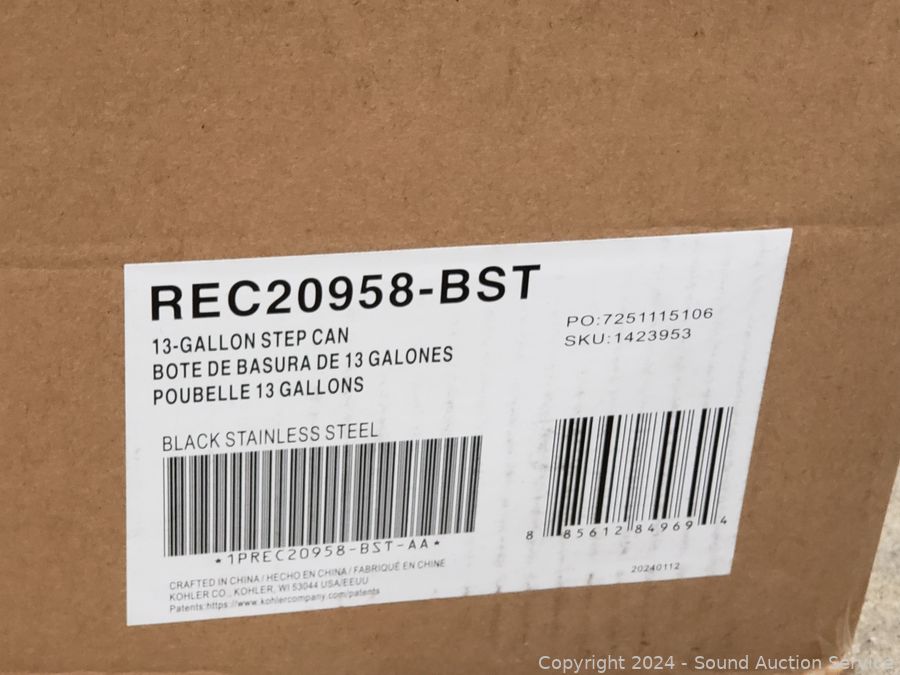 REC20958-BST
13-GALLON STEP CAN
BOTE DE BASURA DE 13 GALONES
POUBELLE 13 GALLONS
PO:7251115106
SKU:1423953
BLACK STAINLESS STEEL
*1PREC20958-BST-AA*
8 85612 84969 4
CRAFTED IN CHINA / HECHO EN CHINA / FABRIQUÉ EN CHINE
KOHLER CO., KOHLER, WI 53044 USA/EEUU
Patents:https://www.kohlercompany.com/patents
20240112
Copyright 2024 - Sound Auction Service